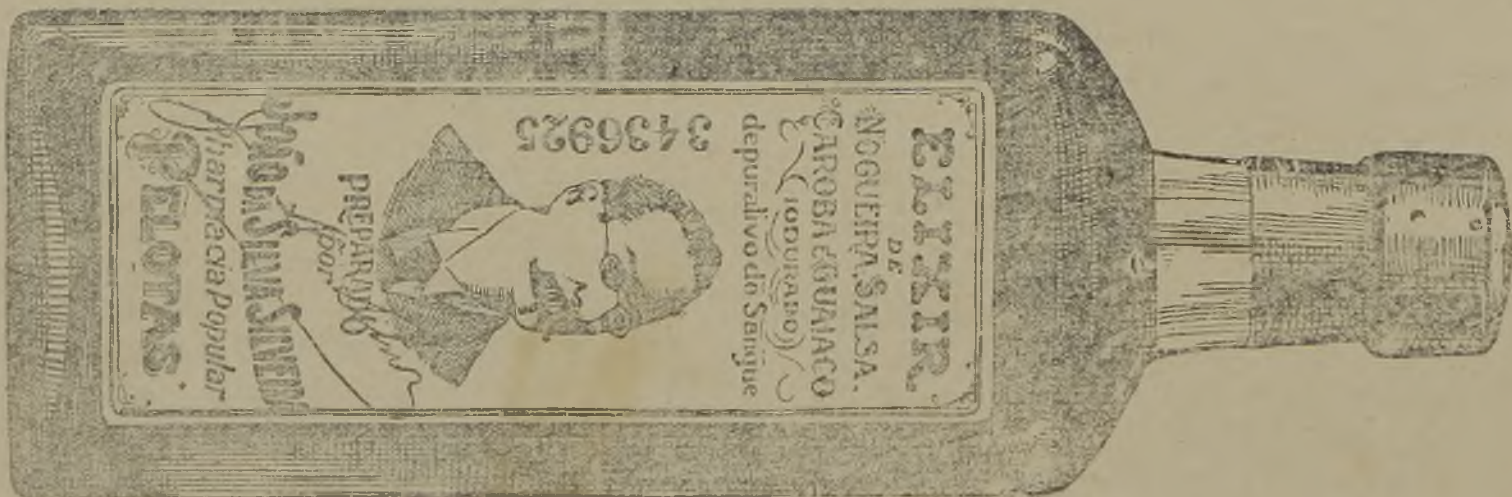 ELIXIR
DE
NOGUEIRA, SALSA,
CAROBA E GUAIACO
IODURADO
depurativo do Sangue
3436925
PREPARADO
por
JOÃO DA SILVA SILVEIRA
Pharmacia Popular
PELOTAS